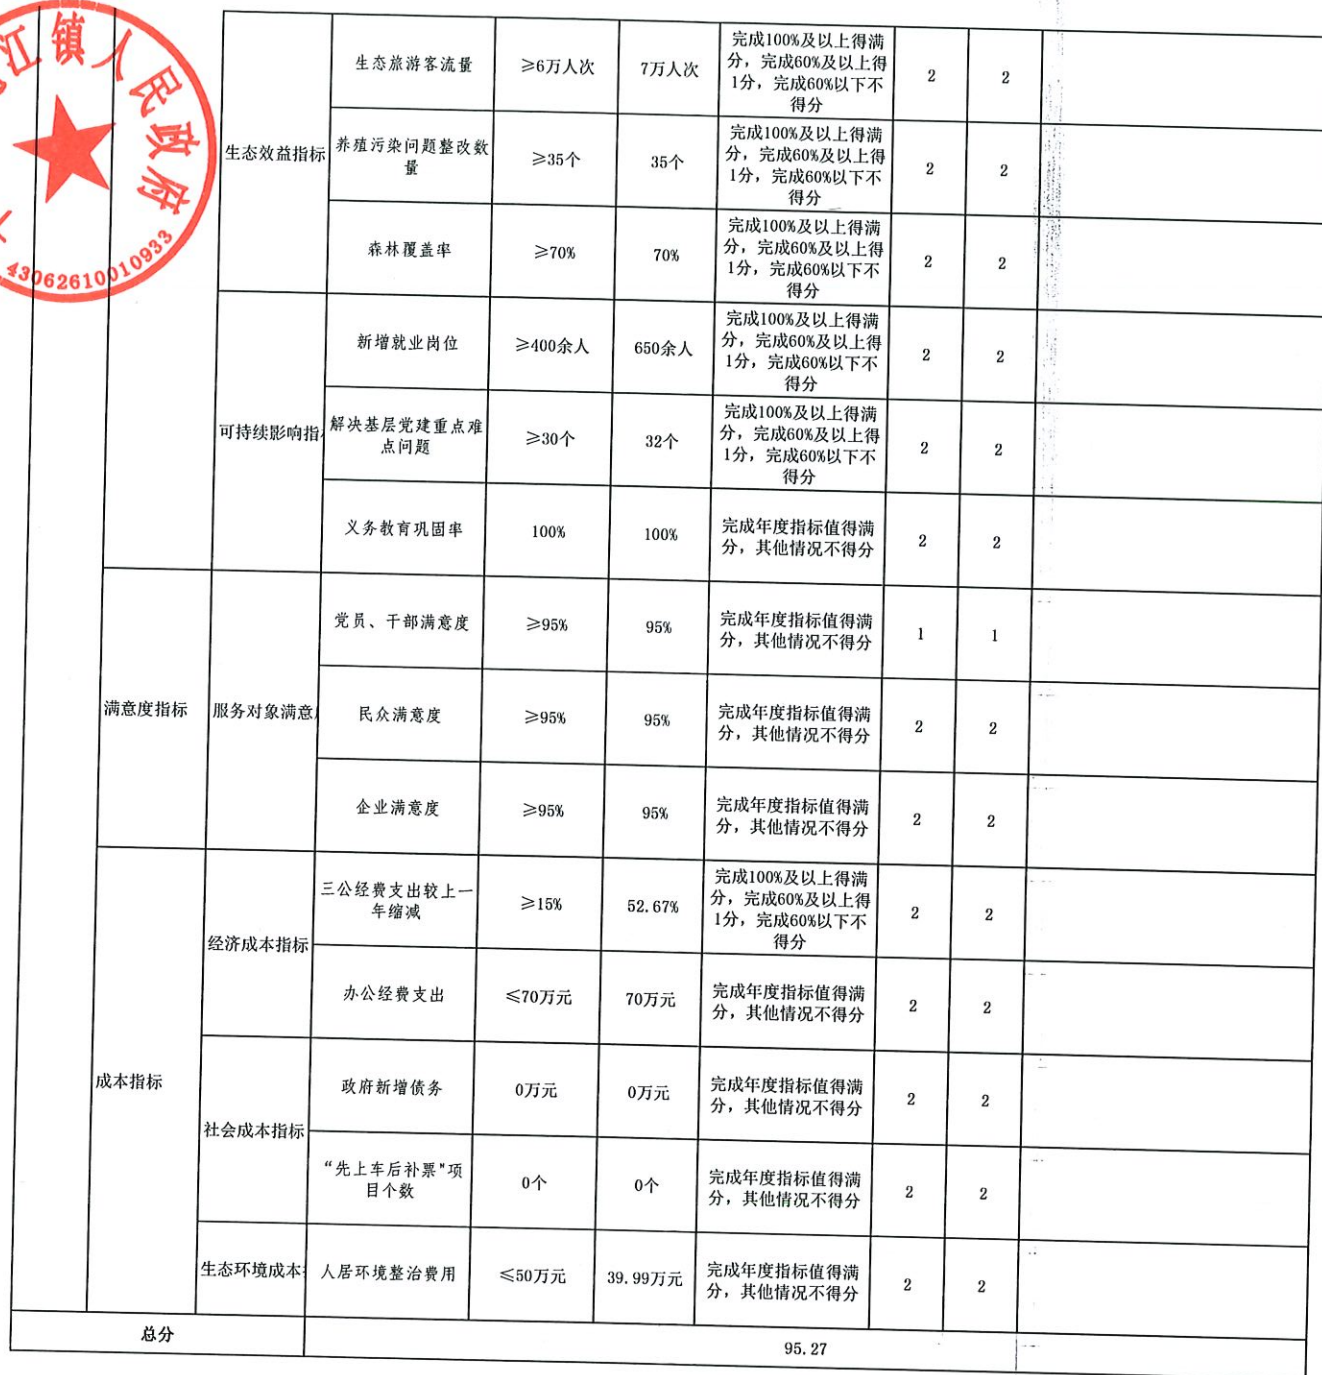 江镇人民政府
43062610010933
生态效益指标
生态旅游客流量
≥6万人次
7万人次
完成100%及以上得满
分，完成60%及以上得
1分，完成60%以下不
得分
2
2
养殖污染问题整改数
量
≥35个
35个
完成100%及以上得满
分，完成60%及以上得
1分，完成60%以下不
得分
2
2
森林覆盖率
≥70%
70%
完成100%及以上得满
分，完成60%及以上得
1分，完成60%以下不
得分
2
2
可持续影响指
新增就业岗位
≥400余人
650余人
完成100%及以上得满
分，完成60%及以上得
1分，完成60%以下不
得分
2
2
解决基层党建重点难
点问题
≥30个
32个
完成100%及以上得满
分，完成60%及以上得
1分，完成60%以下不
得分
2
2
义务教育巩固率
100%
100%
完成年度指标值得满
分，其他情况不得分
2
2
满意度指标
服务对象满意
党员、干部满意度
≥95%
95%
完成年度指标值得满
分，其他情况不得分
1
1
民众满意度
≥95%
95%
完成年度指标值得满
分，其他情况不得分
2
2
企业满意度
≥95%
95%
完成年度指标值得满
分，其他情况不得分
2
2
成本指标
经济成本指标
三公经费支出较上一
年缩减
≥15%
52.67%
完成100%及以上得满
分，完成60%及以上得
1分，完成60%以下不
得分
2
2
办公经费支出
≤70万元
70万元
完成年度指标值得满
分，其他情况不得分
2
2
社会成本指标
政府新增债务
0万元
0万元
完成年度指标值得满
分，其他情况不得分
2
2
“先上车后补票"项
目个数
0个
0个
完成年度指标值得满
分，其他情况不得分
2
2
生态环境成本
人居环境整治费用
≤50万元
39.99万元
完成年度指标值得满
分，其他情况不得分
2
2
总分
95.27